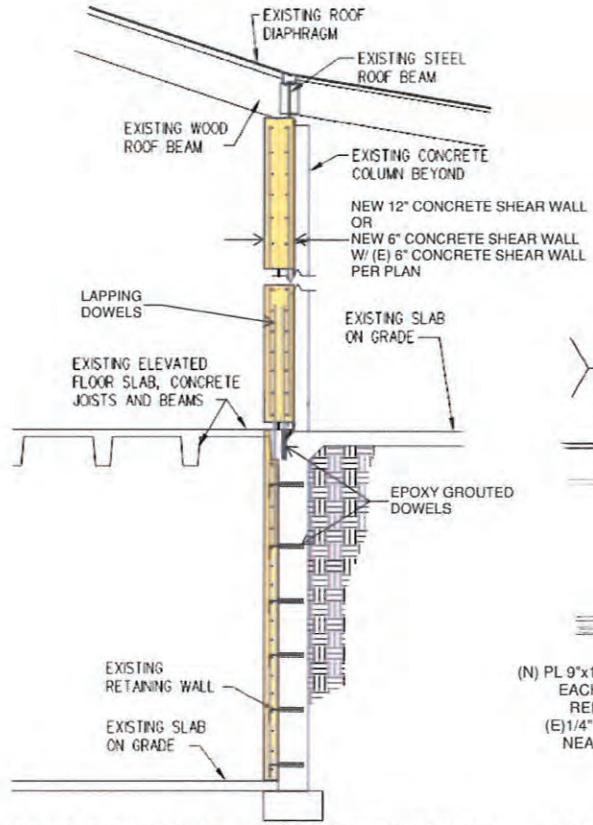 EXISTING ROOF
DIAPHRAGM
EXISTING STEEL
ROOF BEAM
EXISTING WOOD
ROOF BEAM
EXISTING CONCRETE
COLUMN BEYOND
NEW 12" CONCRETE SHEAR WALL
OR
NEW 6" CONCRETE SHEAR WALL
W/ (E) 6" CONCRETE SHEAR WALL
PER PLAN
LAPPING
DOWELS
EXISTING SLAB
ON GRADE
EXISTING ELEVATED
FLOOR SLAB, CONCRETE
JOISTS AND BEAMS
EPOXY GROUTED
DOWELS
EXISTING
RETAINING WALL
EXISTING SLAB
ON GRADE
(N) PL 9"x1
EACH
(E)1/4"
NEA